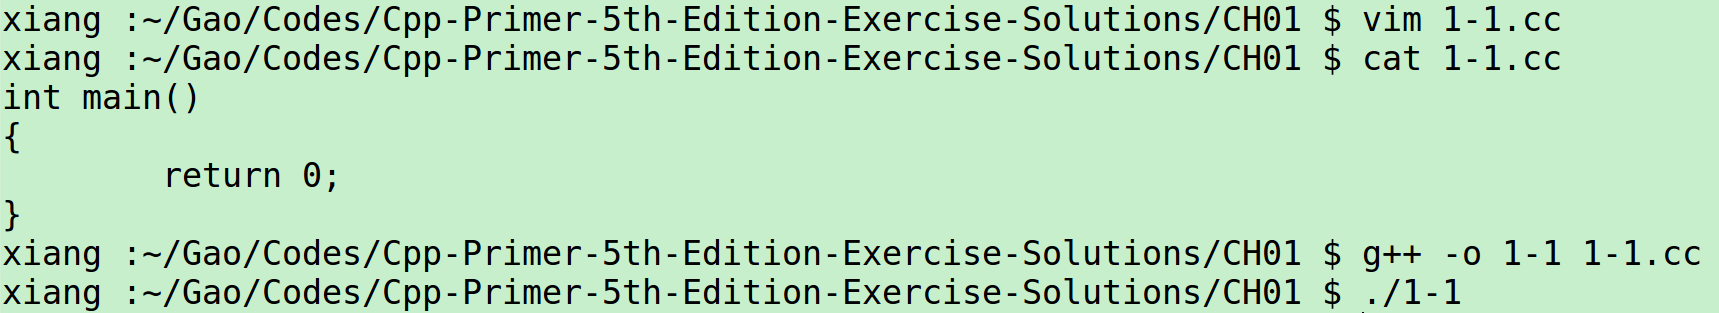 xiang :~/Gao/Codes/Cpp-Primer-5th-Edition-Exercise-Solutions/CH01 $ vim 1-1.cc
xiang :~/Gao/Codes/Cpp-Primer-5th-Edition-Exercise-Solutions/CH01 $ cat 1-1.cc
int main()
{
        return 0;
}
xiang :~/Gao/Codes/Cpp-Primer-5th-Edition-Exercise-Solutions/CH01 $ g++ -o 1-1 1-1.cc
xiang :~/Gao/Codes/Cpp-Primer-5th-Edition-Exercise-Solutions/CH01 $ ./1-1